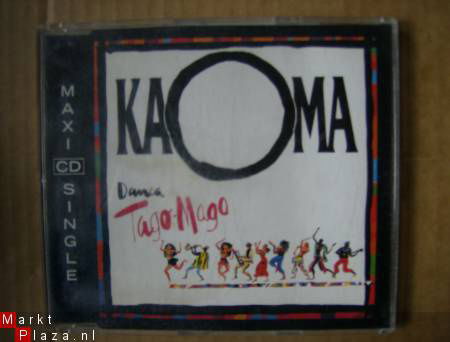 MAXI CD SINGLE
KAOMA
Dança
Tago-Mago
Markt
Plaza.nl